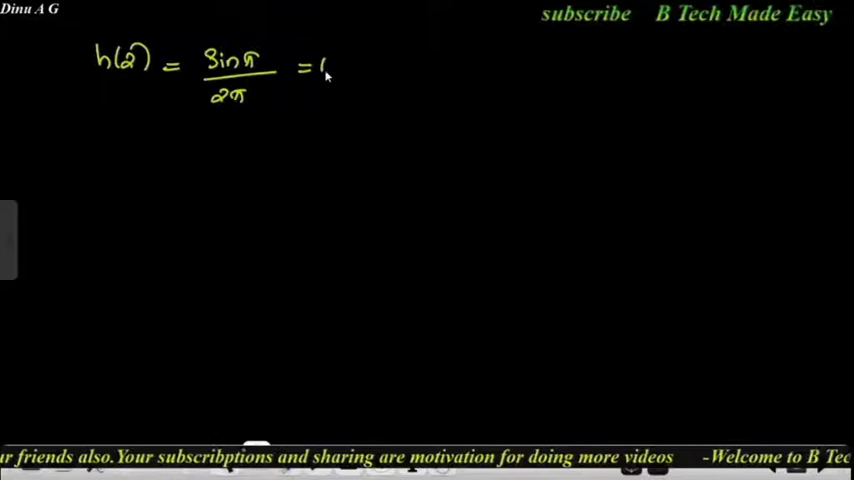 Dinu A G
subscribe B Tech Made Easy
h(2) = sinπ / 2π =
ur friends also.Your subscribptions and sharing are motivation for doing more videos -Welcome to B Tec